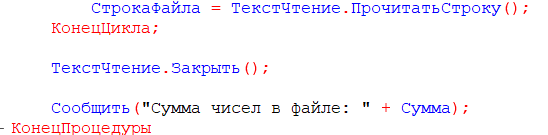 СтрокаФайла = ТекстЧтение.ПрочитатьСтроку();
КонецЦикла;
ТекстЧтение.Закрыть();
Сообщить("Сумма чисел в файле: " + Сумма);
КонецПроцедуры